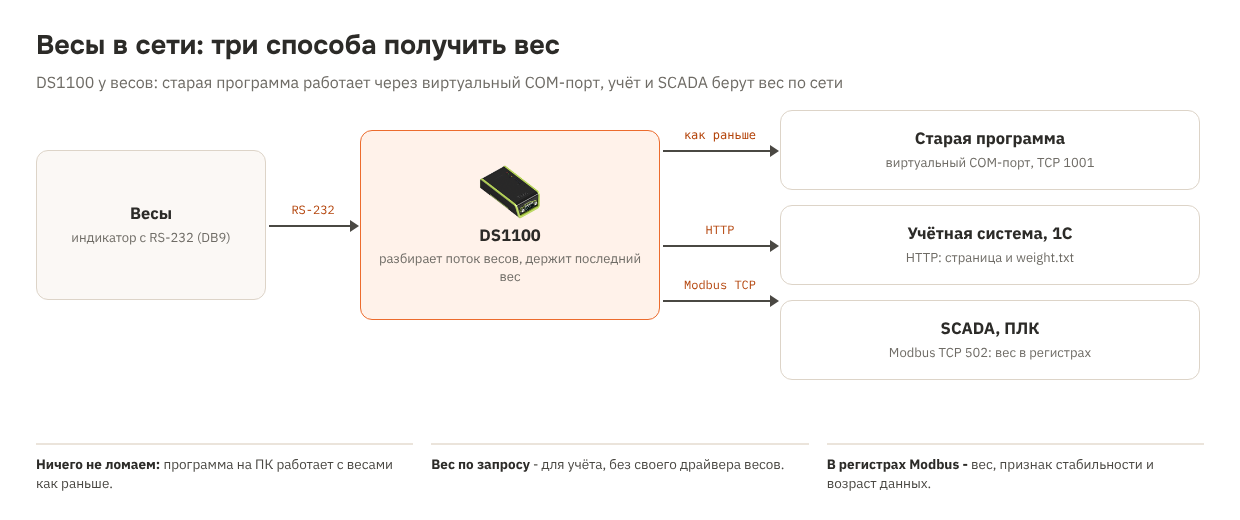 Весы в сети: три способа получить вес
DS1100 у весов: старая программа работает через виртуальный COM-порт, учёт и SCADA берут вес по сети
Весы
индикатор с RS-232 (DB9)
RS-232
DS1100
разбирает поток весов, держит последний
вес
как раньше
HTTP
Modbus TCP
Старая программа
виртуальный COM-порт, TCP 1001
Учётная система, 1С
HTTP: страница и weight.txt
SCADA, ПЛК
Modbus TCP 502: вес в регистрах
Ничего не ломаем: программа на ПК работает с весами
как раньше.
Вес по запросу - для учёта, без своего драйвера весов.
В регистрах Modbus - вес, признак стабильности и
возраст данных.